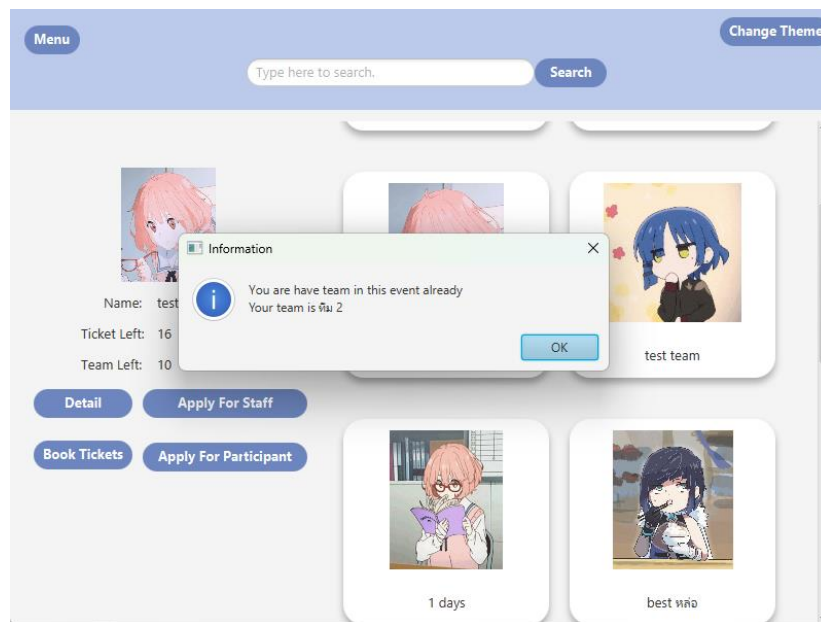 Menu
Change Theme
Type here to search.
Search
Information
You are have team in this event already
Your team is ทีม 2
OK
Name: test
Ticket Left: 16
Team Left: 10
Detail
Apply For Staff
Book Tickets
Apply For Participant
test team
1 days
best หล่อ